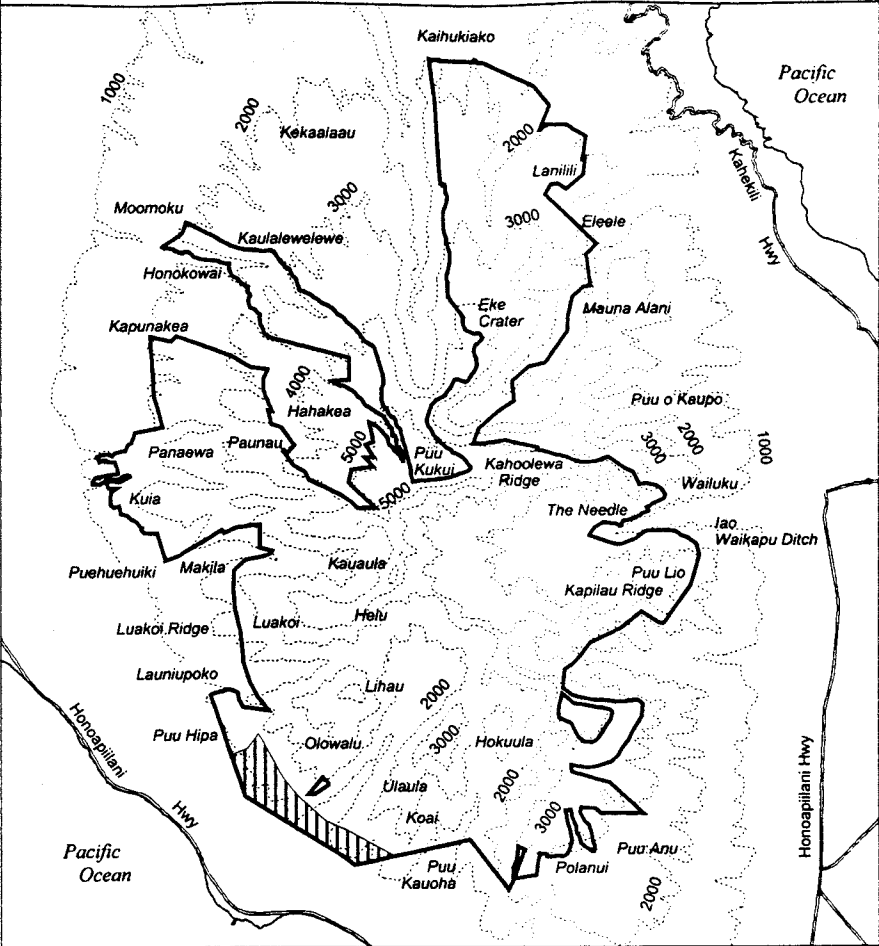 Kaihukiako
Pacific
Ocean
1000
2000
Kekaalaau
2000
Kahekili
Hwy
Lanilili
3000
3000
Eleele
Moomoku
Kaulalewelewe
Honokowai
Eke
Crater
Mauna Alani
Kapunakea
4000
Hahakea
Puu o Kaupo
3000
2000
1000
Panaewa
Paunau
5000
Puu
Kukui
Kahoolewa
Ridge
Wailuku
Kuia
5000
The Needle
Iao
Waikapu Ditch
Puehuehuiki
Makila
Kauaula
Puu Lio
Kapilau Ridge
Luakoi Ridge
Luakoi
Helu
Launiupoko
Lihau
2000
Honoapiilani
Hwy
Puu Hipa
Olowalu
3000
Hokuula
Honoapiilani Hwy
Ulaula
2000
Koai
3000
Pacific
Ocean
Puu
Kauoha
Polanui
Puu Anu
2000